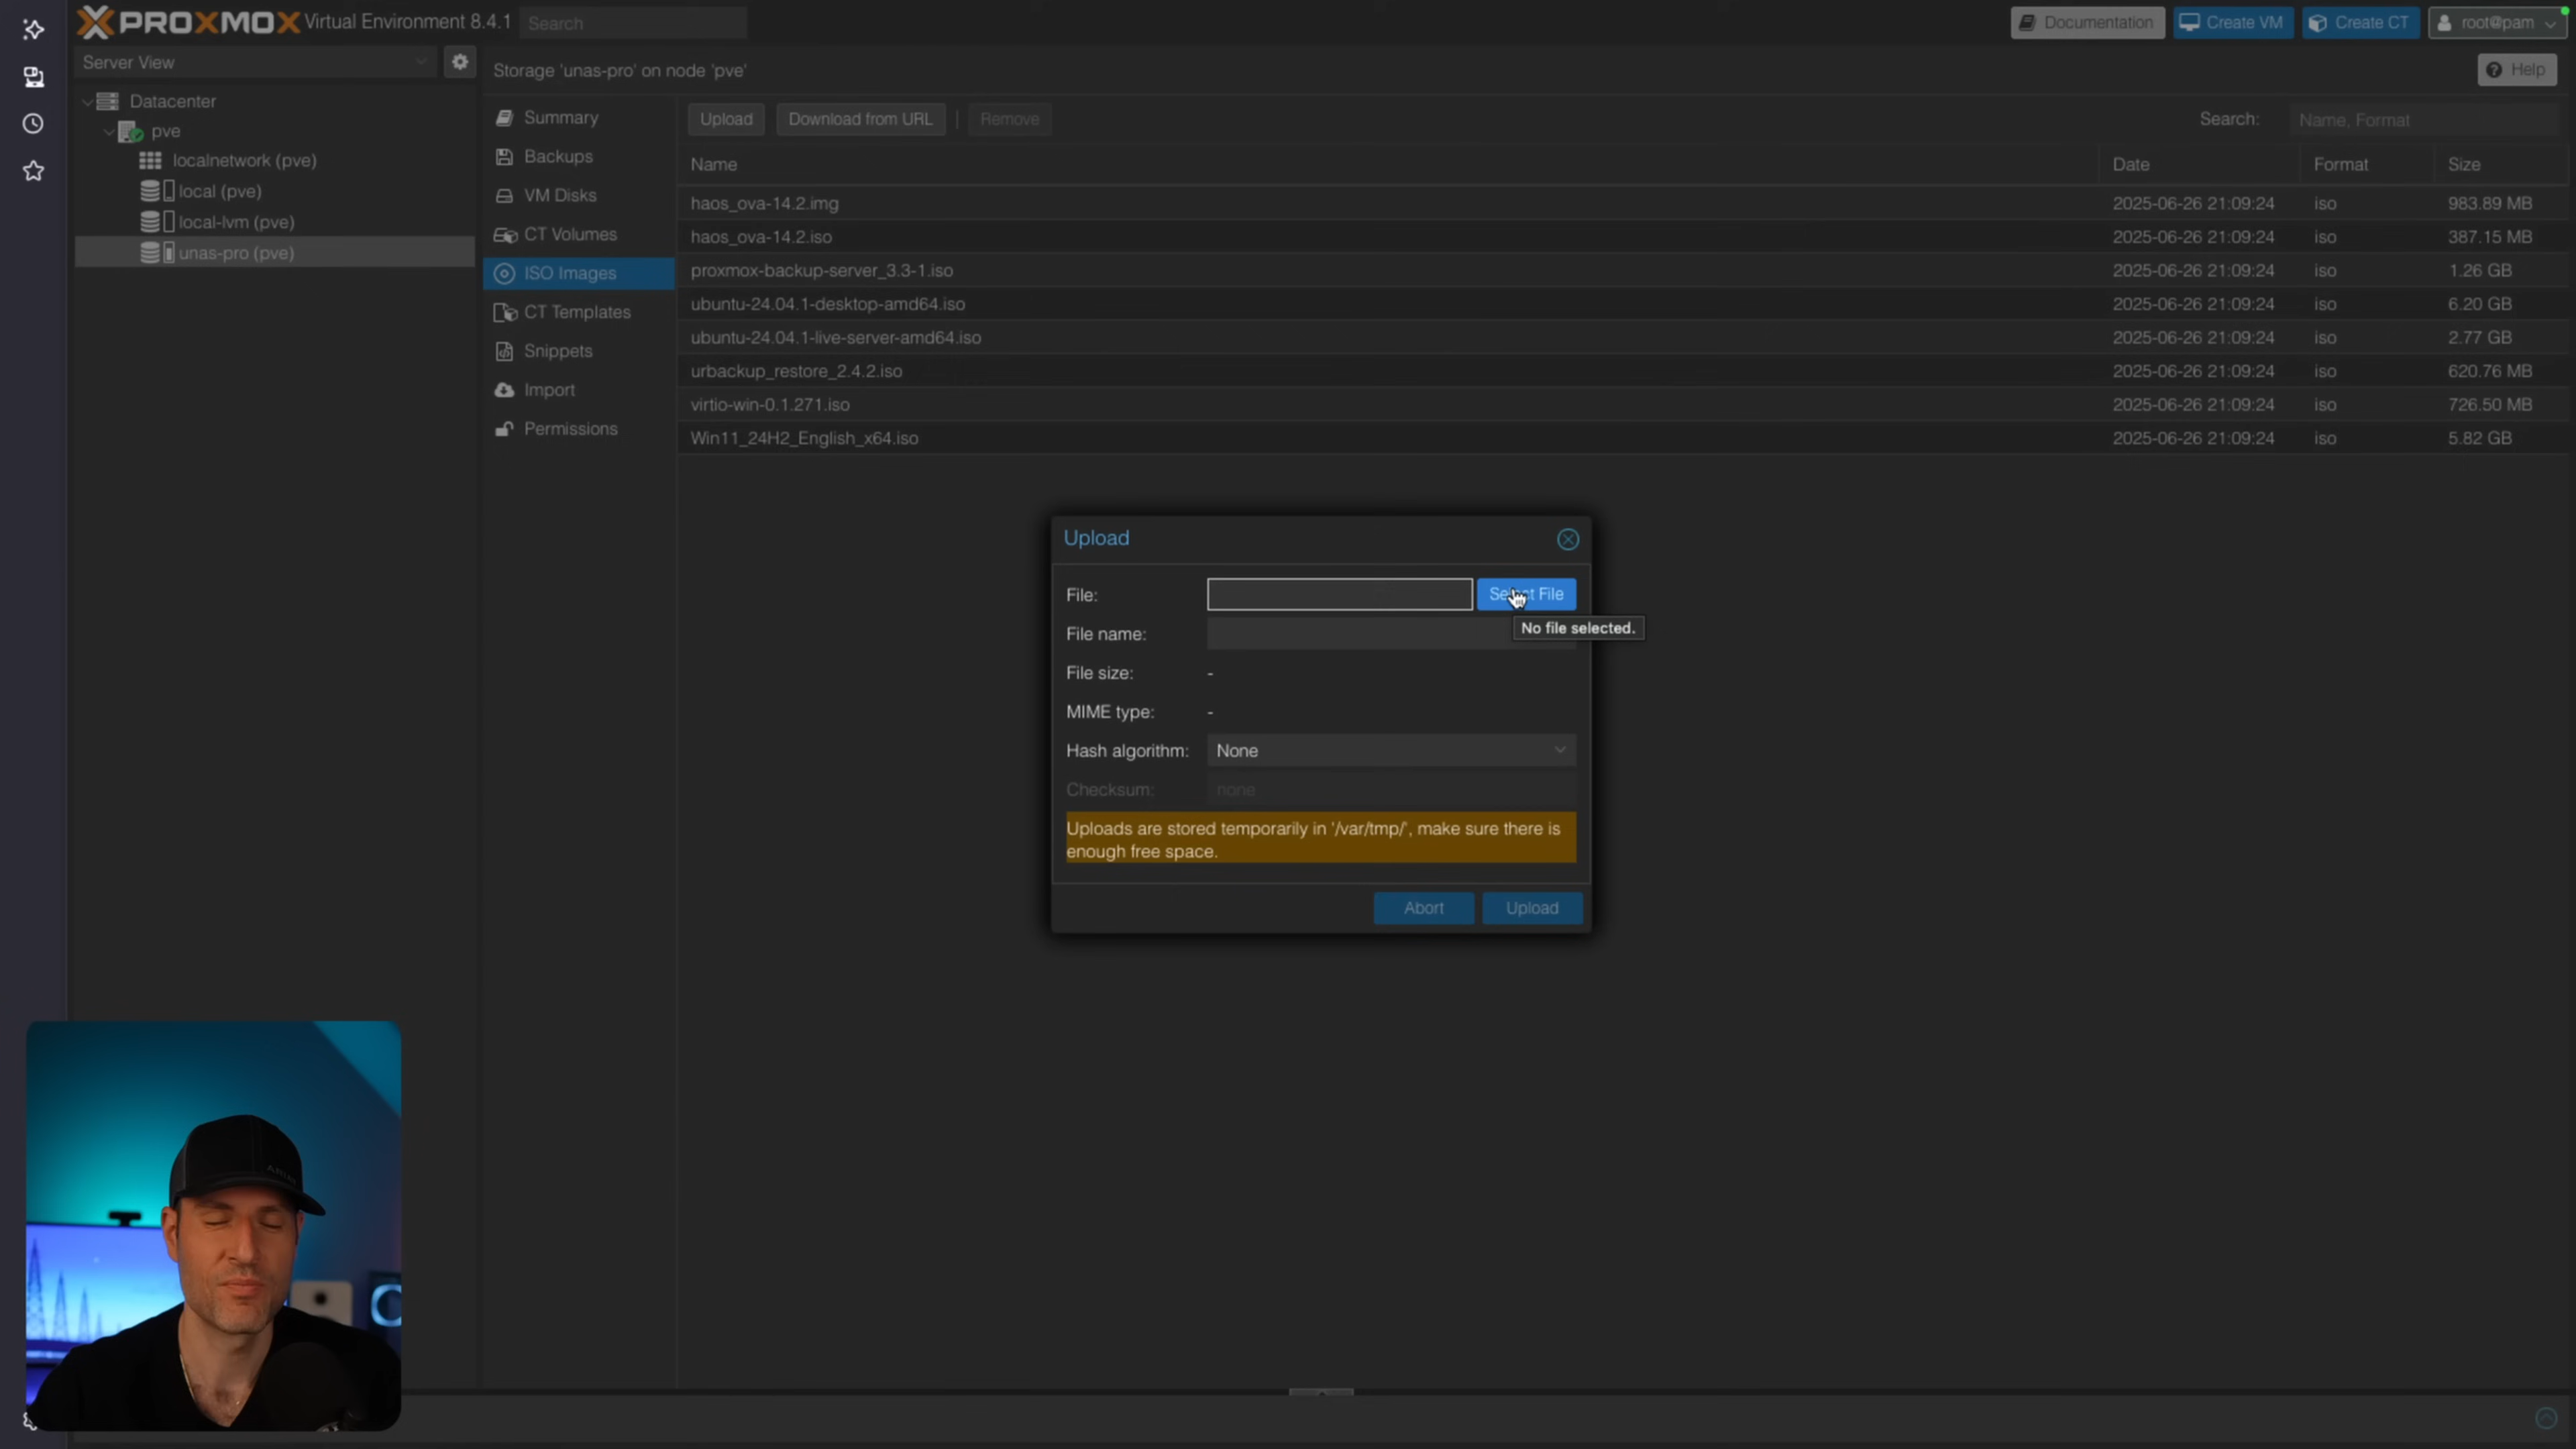 PROXMOX Virtual Environment 8.4.1 Search Documentation Create VM Create CT root@pam
Server View
Storage 'unas-pro' on node 'pve' Help
Datacenter
pve
localnetwork (pve)
local (pve)
local-lvm (pve)
unas-pro (pve)
Summary
Backups
VM Disks
CT Volumes
ISO Images
CT Templates
Snippets
Import
Permissions
Upload Download from URL Remove Search: Name, Format
Name Date Format Size
haos_ova-14.2.img 2025-06-26 21:09:24 iso 983.89 MB
haos_ova-14.2.iso 2025-06-26 21:09:24 iso 387.15 MB
proxmox-backup-server_3.3-1.iso 2025-06-26 21:09:24 iso 1.26 GB
ubuntu-24.04.1-desktop-amd64.iso 2025-06-26 21:09:24 iso 6.20 GB
ubuntu-24.04.1-live-server-amd64.iso 2025-06-26 21:09:24 iso 2.77 GB
urbackup_restore_2.4.2.iso 2025-06-26 21:09:24 iso 620.76 MB
virtio-win-0.1.271.iso 2025-06-26 21:09:24 iso 726.50 MB
Win11_24H2_English_x64.iso 2025-06-26 21:09:24 iso 5.82 GB
Upload
File: Select File
No file selected.
File name:
File size: -
MIME type: -
Hash algorithm: None
Checksum: none
Uploads are stored temporarily in '/var/tmp/', make sure there is
enough free space.
Abort Upload